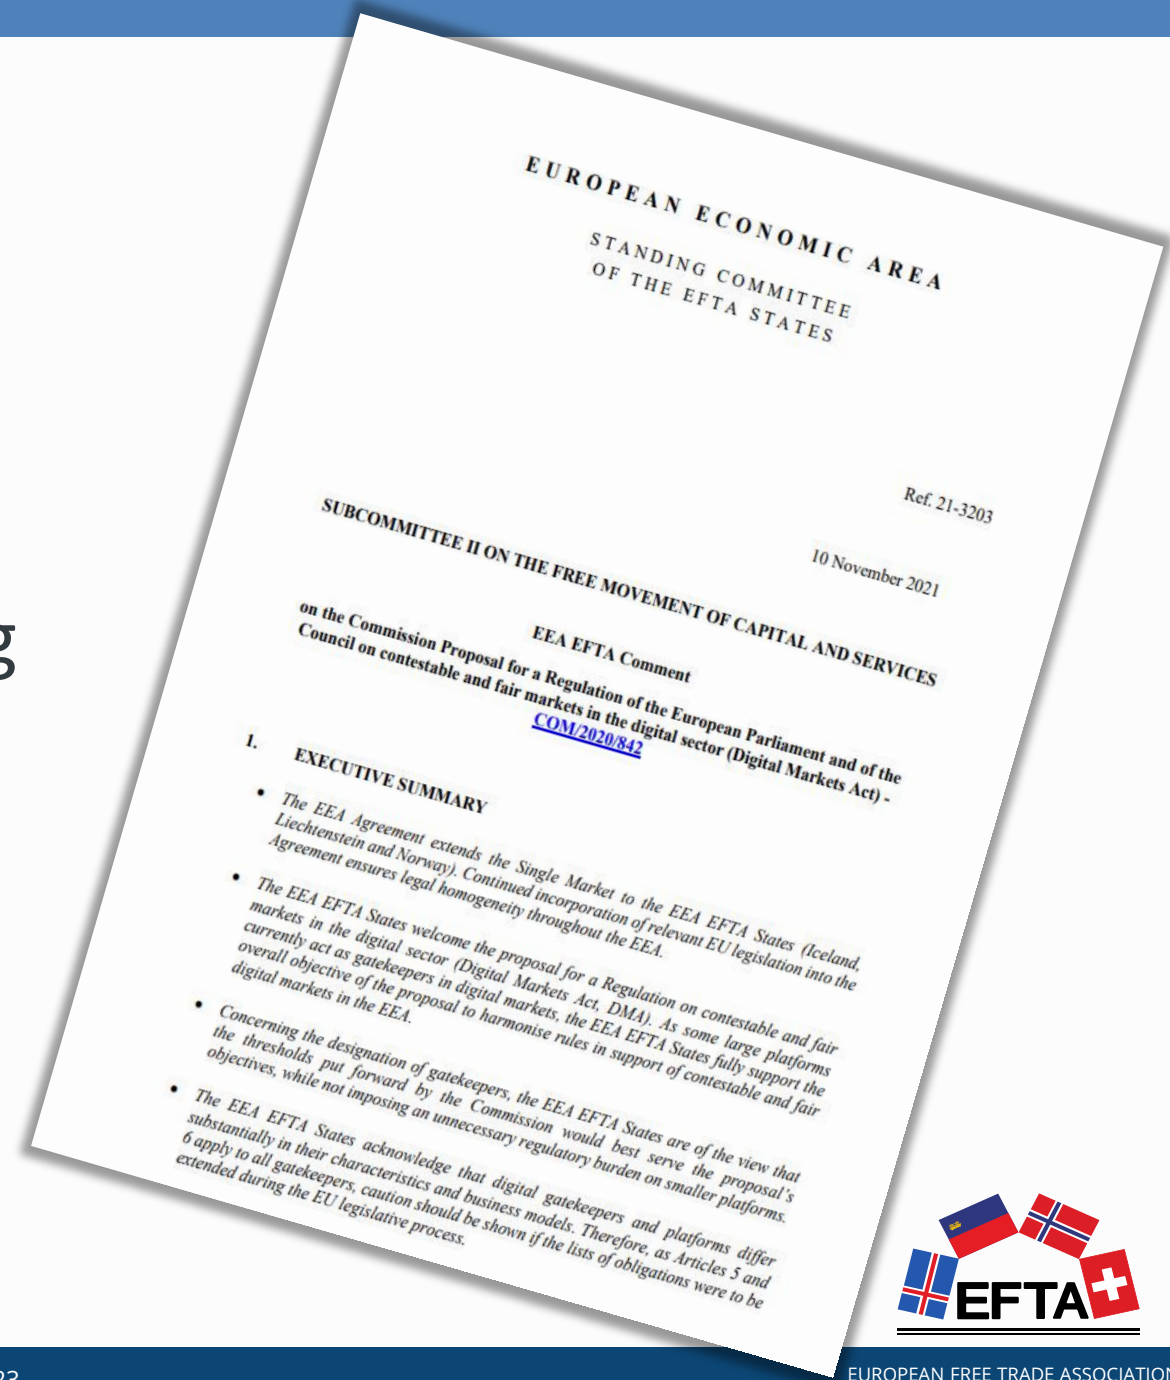 EUROPEAN ECONOMIC AREA
STANDING COMMITTEE
OF THE EFTA STATES
Ref. 21-3203
10 November 2021
SUBCOMMITTEE II ON THE FREE MOVEMENT OF CAPITAL AND SERVICES
EEA EFTA Comment
on the Commission Proposal for a Regulation of the European Parliament and of the
Council on contestable and fair markets in the digital sector (Digital Markets Act) -
COM/2020/842
1. EXECUTIVE SUMMARY
• The EEA Agreement extends the Single Market to the EEA EFTA States (Iceland,
Liechtenstein and Norway). Continued incorporation of relevant EU legislation into the
Agreement ensures legal homogeneity throughout the EEA.
• The EEA EFTA States welcome the proposal for a Regulation on contestable and fair
markets in the digital sector (Digital Markets Act, DMA). As some large platforms
currently act as gatekeepers in digital markets, the EEA EFTA States fully support the
overall objective of the proposal to harmonise rules in support of contestable and fair
digital markets in the EEA.
• Concerning the designation of gatekeepers, the EEA EFTA States are of the view that
the thresholds put forward by the Commission would best serve the proposal's
objectives, while not imposing an unnecessary regulatory burden on smaller platforms.
• The EEA EFTA States acknowledge that digital gatekeepers and platforms differ
substantially in their characteristics and business models. Therefore, as Articles 5 and
6 apply to all gatekeepers, caution should be shown if the lists of obligations were to be
extended during the EU legislative process.
g
EFTA
23
EUROPEAN FREE TRADE ASSOCIATION